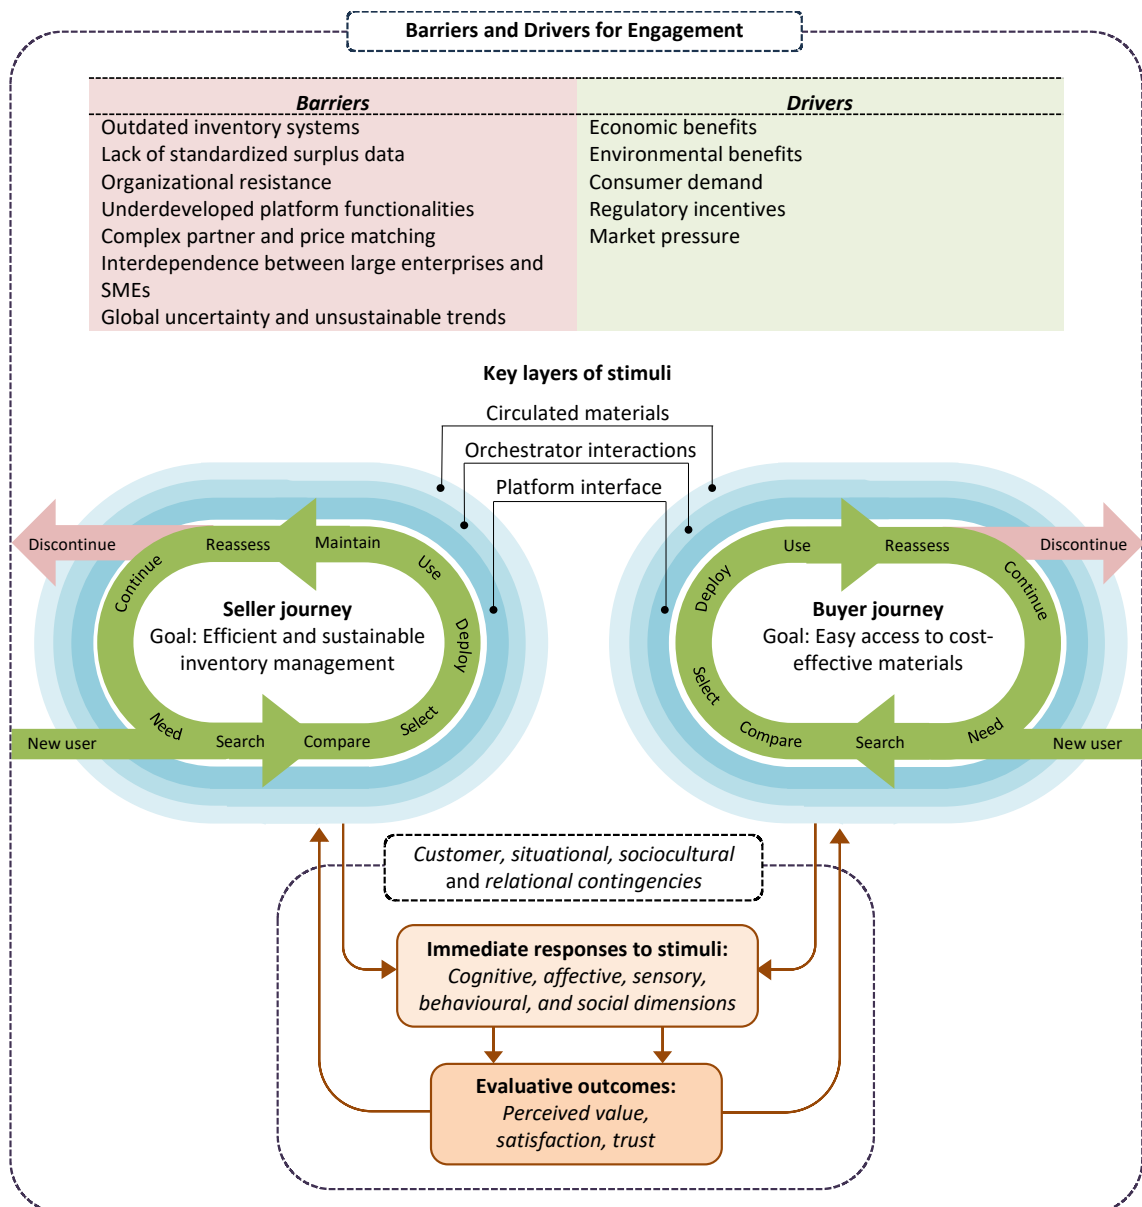 Barriers and Drivers for Engagement
Barriers
Drivers
Outdated inventory systems
Lack of standardized surplus data
Organizational resistance
Underdeveloped platform functionalities
Complex partner and price matching
Interdependence between large enterprises and
SMEs
Global uncertainty and unsustainable trends
Economic benefits
Environmental benefits
Consumer demand
Regulatory incentives
Market pressure
Key layers of stimuli
Circulated materials
Orchestrator interactions
Platform interface
Discontinue
Continue
Reassess
Maintain
Use
Deploy
Select
Compare
Search
Need
New user
Seller journey
Goal: Efficient and sustainable
inventory management
Use
Reassess
Discontinue
Continue
Deploy
Select
Compare
Search
Need
New user
Buyer journey
Goal: Easy access to cost-
effective materials
Customer, situational, sociocultural
and relational contingencies
Immediate responses to stimuli:
Cognitive, affective, sensory,
behavioural, and social dimensions
Evaluative outcomes:
Perceived value,
satisfaction, trust